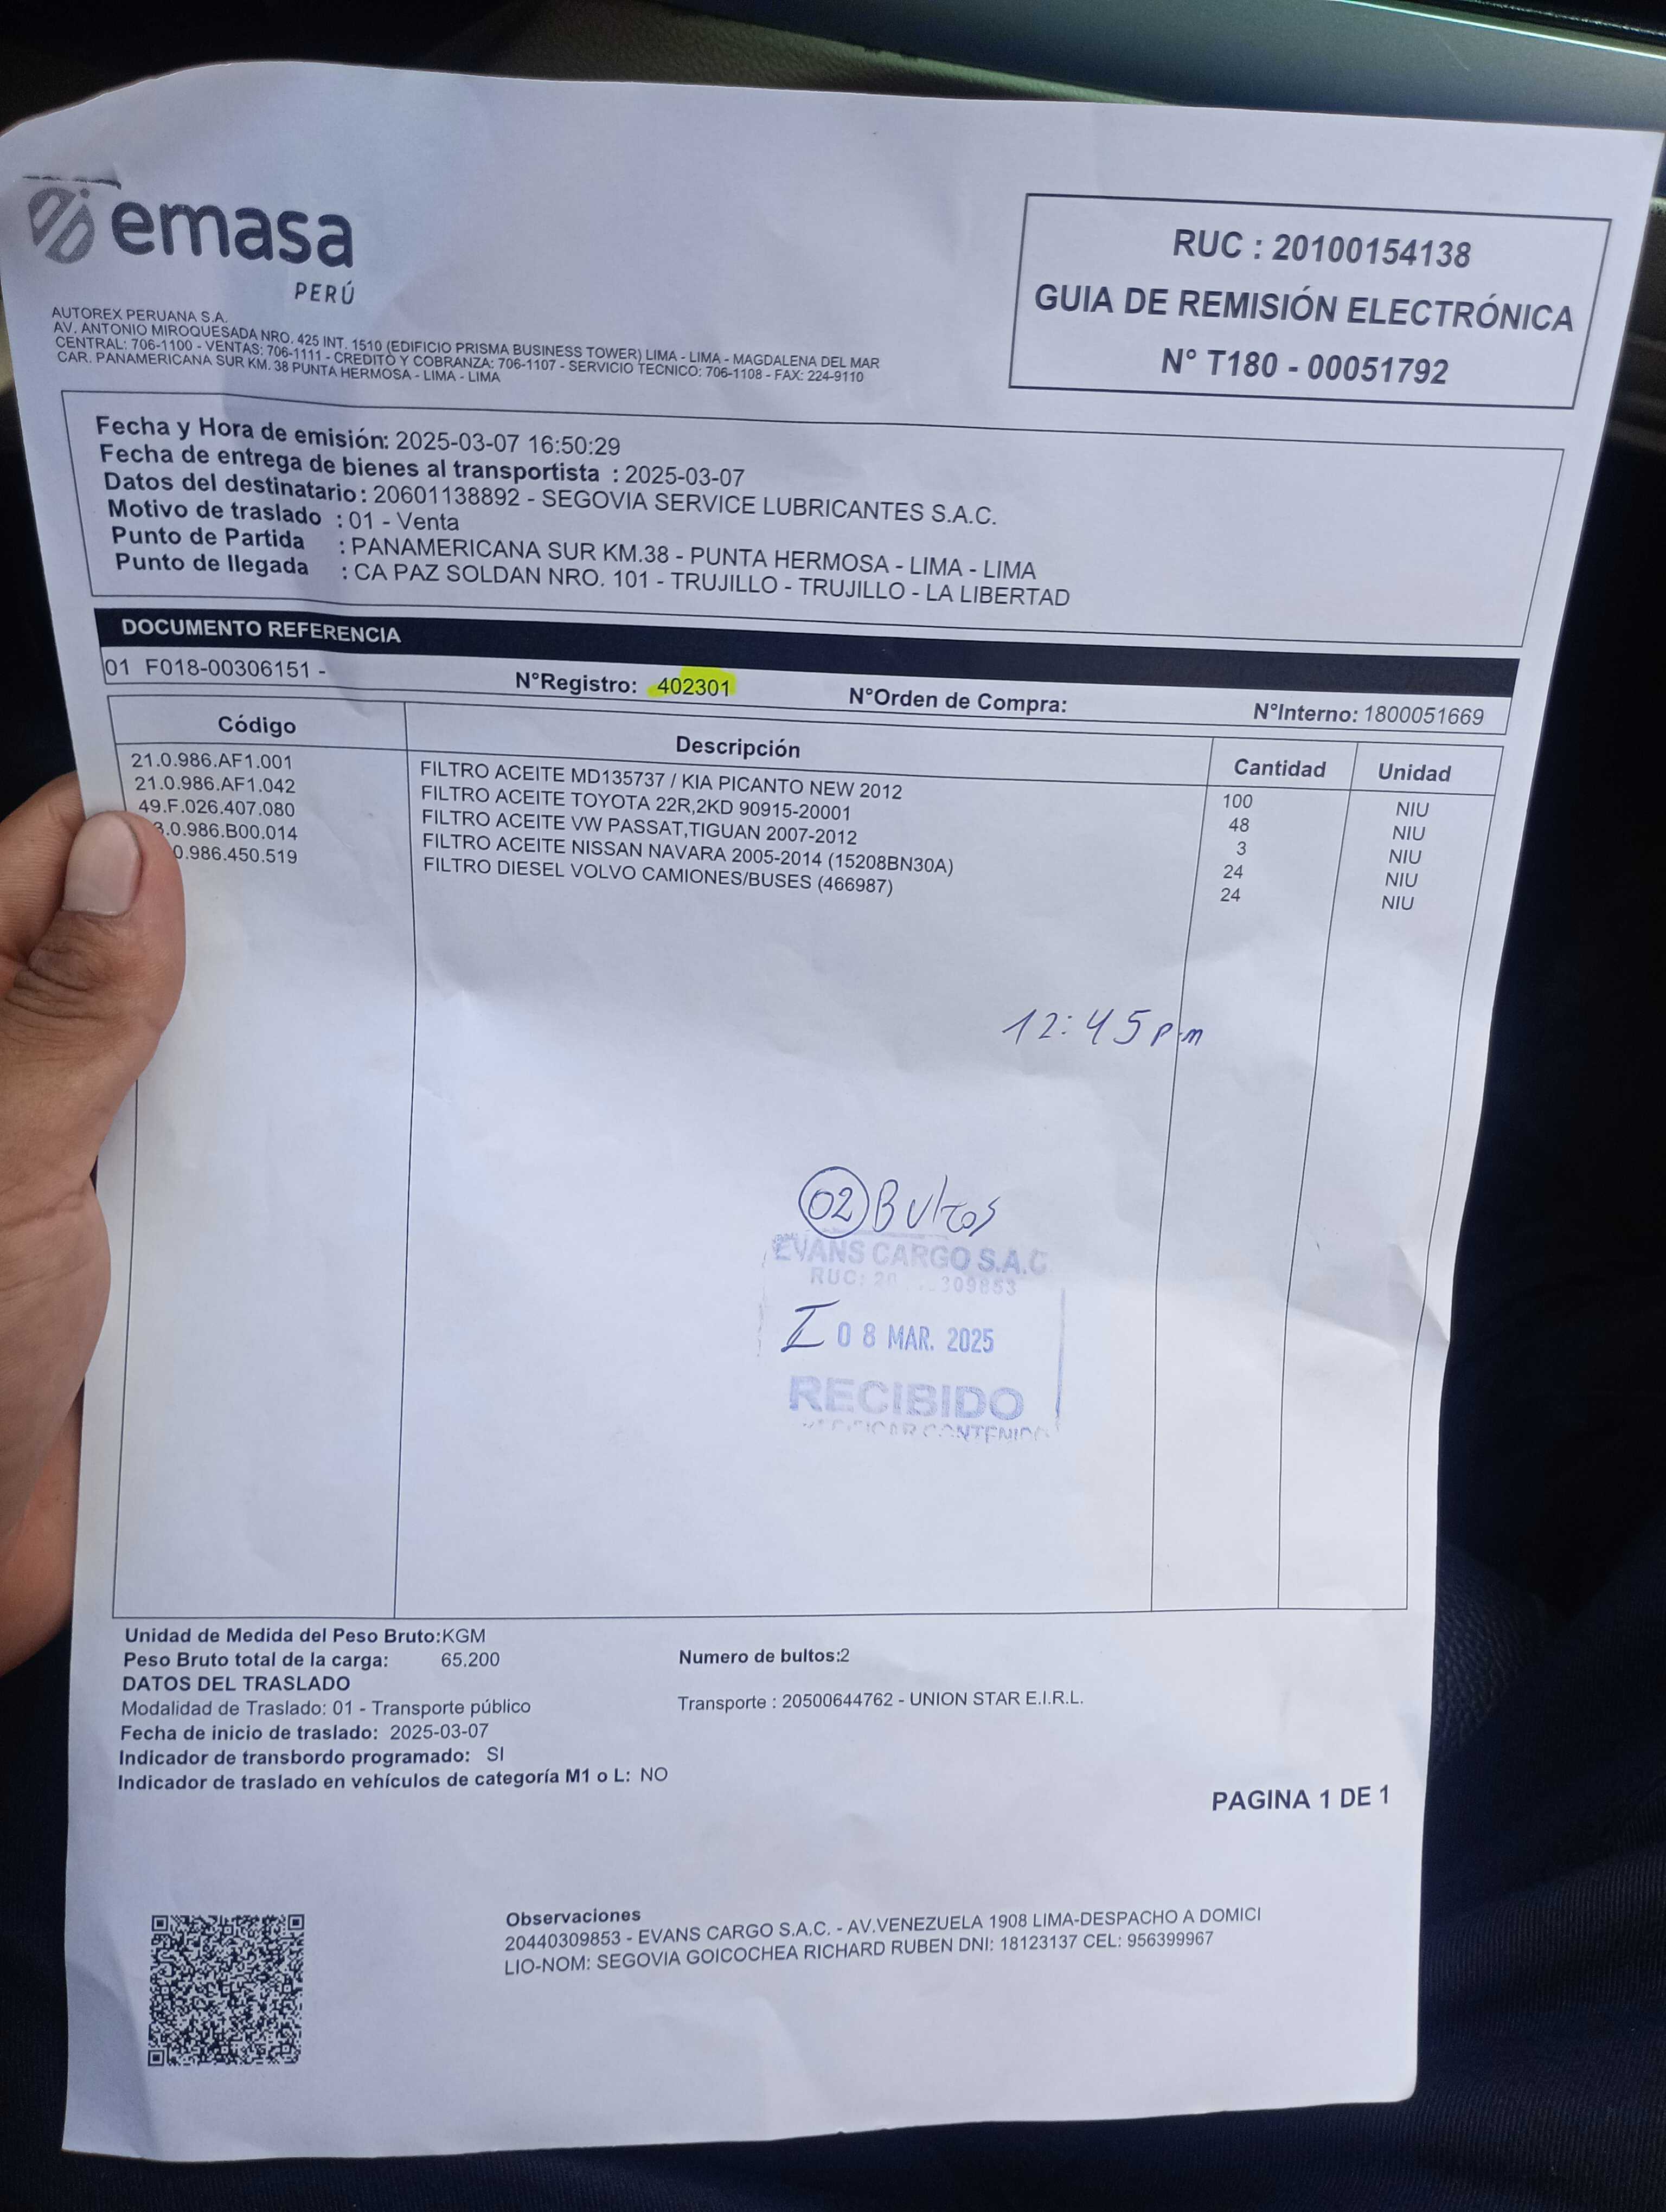 emasa
PERÚ
AUTOREX PERUANA S.A.
AV. ANTONIO MIROQUESADA NRO. 425 INT. 1510 (EDIFICIO PRISMA BUSINESS TOWER) LIMA - LIMA - MAGDALENA DEL MAR
CENTRAL: 706-1100 - VENTAS: 706-1111 - CREDITO Y COBRANZA: 706-1107 - SERVICIO TECNICO: 706-1108 - FAX: 224-9110
CAR. PANAMERICANA SUR KM. 38 PUNTA HERMOSA - LIMA - LIMA
RUC : 20100154138
GUIA DE REMISIÓN ELECTRÓNICA
N° T180 - 00051792
Fecha y Hora de emisión: 2025-03-07 16:50:29
Fecha de entrega de bienes al transportista : 2025-03-07
Datos del destinatario : 20601138892 - SEGOVIA SERVICE LUBRICANTES S.A.C.
Motivo de traslado : 01 - Venta
Punto de Partida : PANAMERICANA SUR KM.38 - PUNTA HERMOSA - LIMA - LIMA
Punto de llegada : CA PAZ SOLDAN NRO. 101 - TRUJILLO - TRUJILLO - LA LIBERTAD
DOCUMENTO REFERENCIA
01 F018-00306151 - N°Registro: 402301 N°Orden de Compra: N°Interno: 1800051669
Código Descripción Cantidad Unidad
21.0.986.AF1.001 FILTRO ACEITE MD135737 / KIA PICANTO NEW 2012 100 NIU
21.0.986.AF1.042 FILTRO ACEITE TOYOTA 22R,2KD 90915-20001 48 NIU
49.F.026.407.080 FILTRO ACEITE VW PASSAT,TIGUAN 2007-2012 3 NIU
.0.986.B00.014 FILTRO ACEITE NISSAN NAVARA 2005-2014 (15208BN30A) 24 NIU
0.986.450.519 FILTRO DIESEL VOLVO CAMIONES/BUSES (466987) 24 NIU
12:45 pm
02 Bultos
EVANS CARGO S.A.C
RUC: 20 309853
I 08 MAR. 2025
RECIBIDO
CONTENIDO
Unidad de Medida del Peso Bruto:KGM
Peso Bruto total de la carga: 65.200 Numero de bultos:2
DATOS DEL TRASLADO
Modalidad de Traslado: 01 - Transporte público Transporte : 20500644762 - UNION STAR E.I.R.L.
Fecha de inicio de traslado: 2025-03-07
Indicador de transbordo programado: SI
Indicador de traslado en vehículos de categoría M1 o L: NO
PAGINA 1 DE 1
Observaciones
20440309853 - EVANS CARGO S.A.C. - AV.VENEZUELA 1908 LIMA-DESPACHO A DOMICI
LIO-NOM: SEGOVIA GOICOCHEA RICHARD RUBEN DNI: 18123137 CEL: 956399967